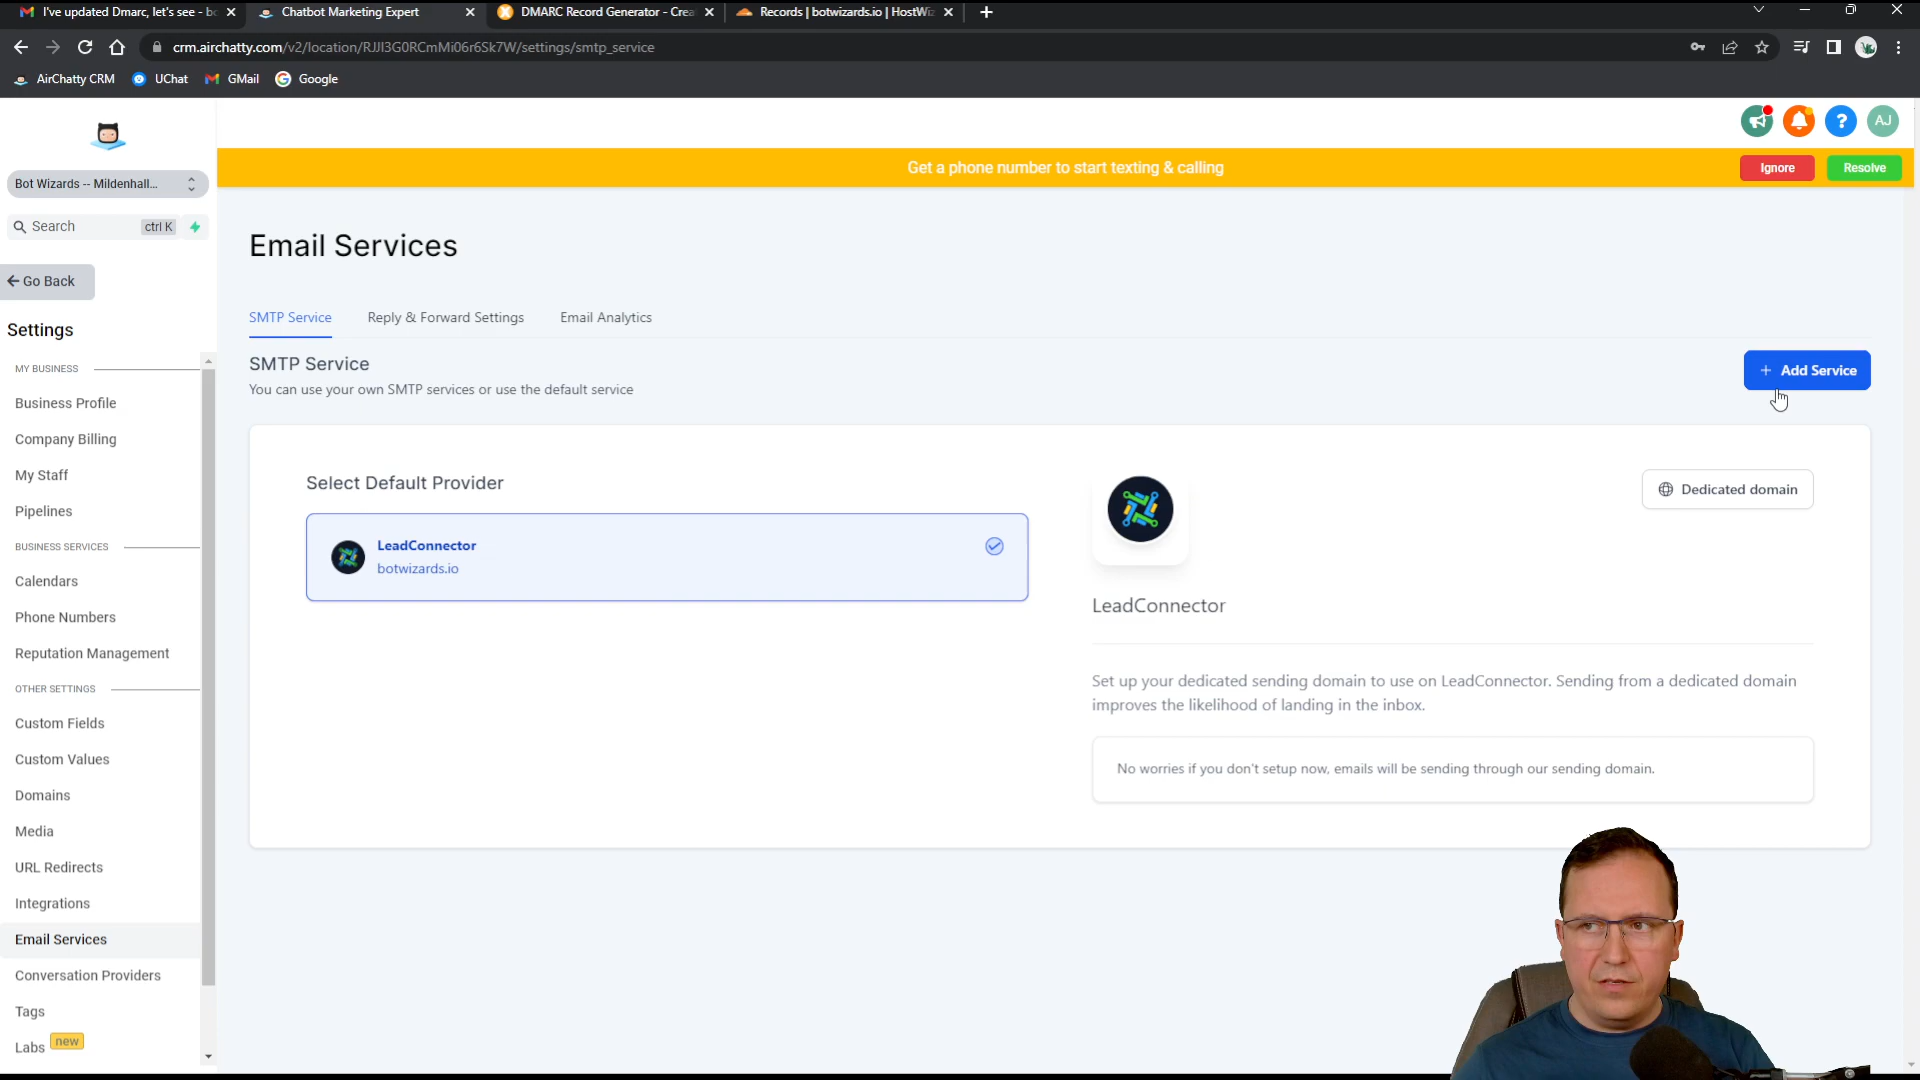 I've updated Dmarc, let's see - bo
Chatbot Marketing Expert
DMARC Record Generator - Crea
Records | botwizards.io | HostWiz
crm.airchatty.com/v2/location/RJJI3G0RCmMi06r6Sk7W/settings/smtp_service
AirChatty CRM
UChat
GMail
Google
AJ
Get a phone number to start texting & calling
Ignore
Resolve
Bot Wizards -- Mildenhall...
Search
ctrl K
Go Back
Settings
MY BUSINESS
Business Profile
Company Billing
My Staff
Pipelines
BUSINESS SERVICES
Calendars
Phone Numbers
Reputation Management
OTHER SETTINGS
Custom Fields
Custom Values
Domains
Media
URL Redirects
Integrations
Email Services
Conversation Providers
Tags
Labs new
Email Services
SMTP Service
Reply & Forward Settings
Email Analytics
SMTP Service
You can use your own SMTP services or use the default service
+ Add Service
Select Default Provider
LeadConnector
botwizards.io
Dedicated domain
LeadConnector
Set up your dedicated sending domain to use on LeadConnector. Sending from a dedicated domain
improves the likelihood of landing in the inbox.
No worries if you don't setup now, emails will be sending through our sending domain.